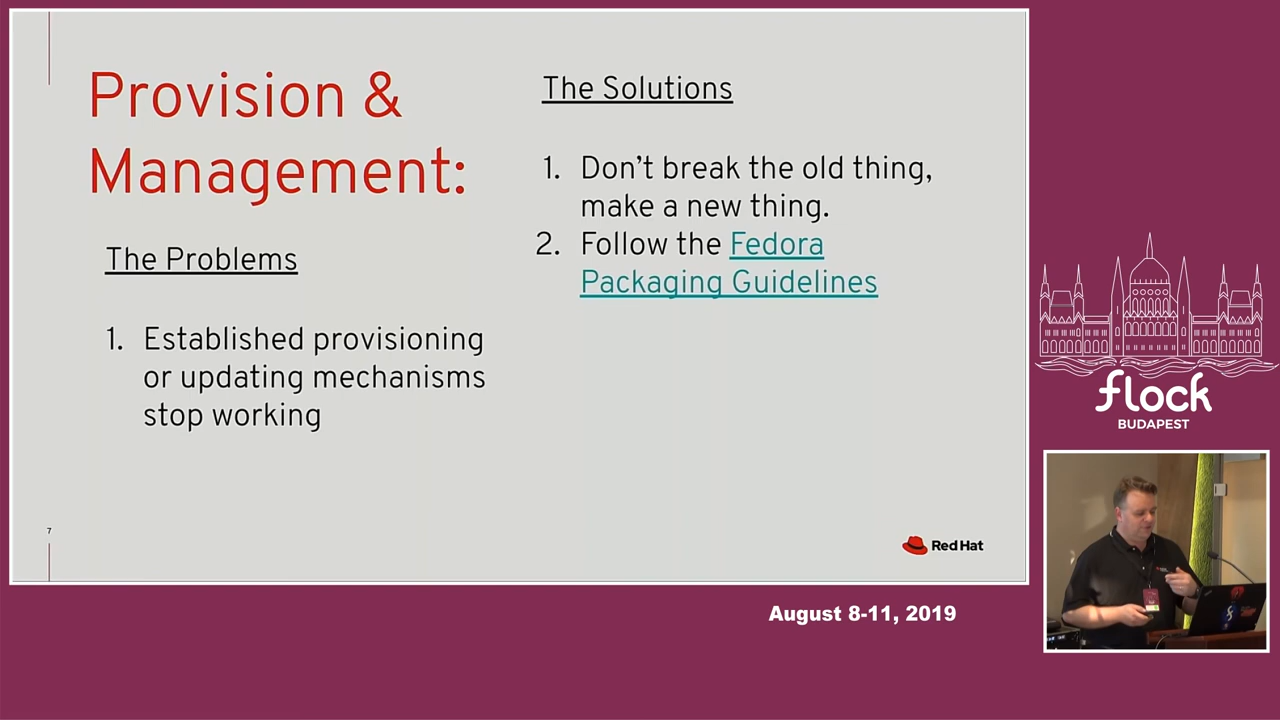 Provision &
Management:
The Problems
1. Established provisioning
or updating mechanisms
stop working
The Solutions
1. Don't break the old thing,
make a new thing.
2. Follow the Fedora
Packaging Guidelines
7
Red Hat
flock
BUDAPEST
August 8-11, 2019